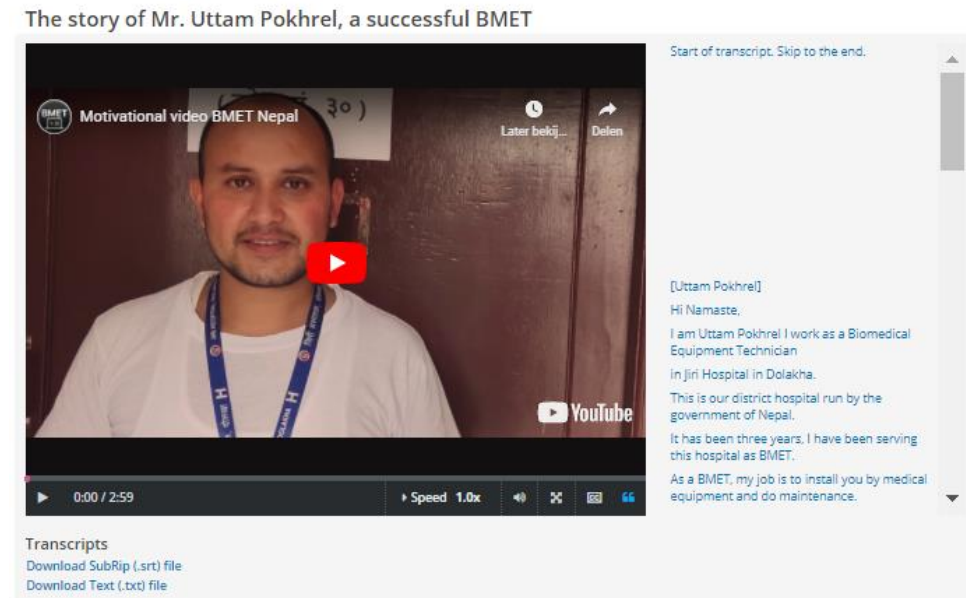 The story of Mr. Uttam Pokhrel, a successful BMET
BMET
Motivational video BMET Nepal
३० )
Later bekij...
Delen
YouTube
0:00 / 2:59
Speed 1.0x
Start of transcript. Skip to the end.
[Uttam Pokhrel]
Hi Namaste,
I am Uttam Pokhrel I work as a Biomedical
Equipment Technician
in Jiri Hospital in Dolakha.
This is our district hospital run by the
government of Nepal.
It has been three years, I have been serving
this hospital as BMET.
As a BMET, my job is to install you by medical
equipment and do maintenance.
Transcripts
Download SubRip (.srt) file
Download Text (.txt) file